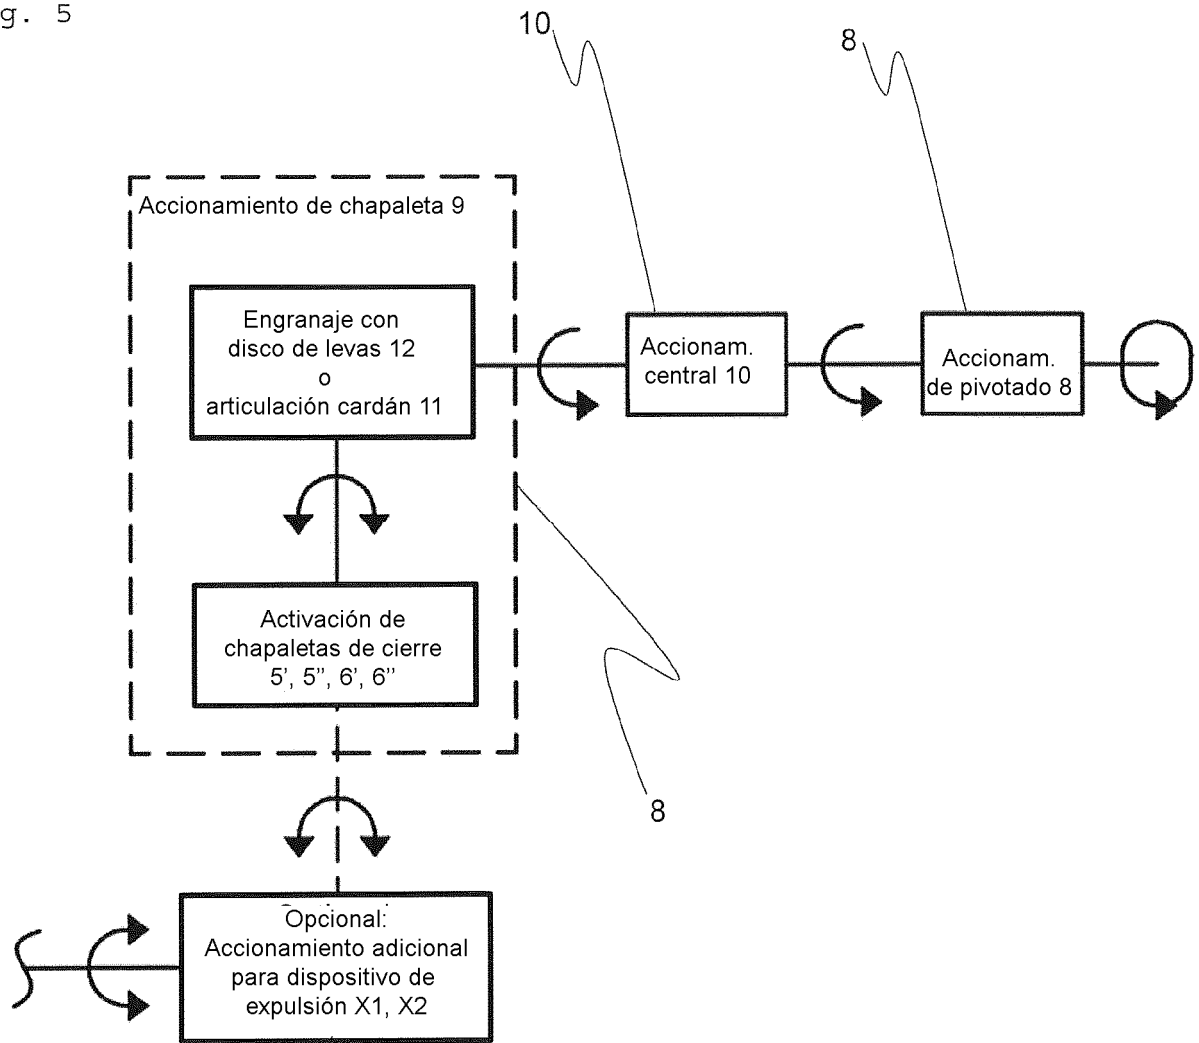 g. 5
10
8
Accionamiento de chapaleta 9
Engranaje con
disco de levas 12
o
articulación cardán 11
Accionam.
central 10
Accionam.
de pivotado 8
Activación de
chapaletas de cierre
5’, 5’’, 6’, 6’’
8
Opcional:
Accionamiento adicional
para dispositivo de
expulsión X1, X2